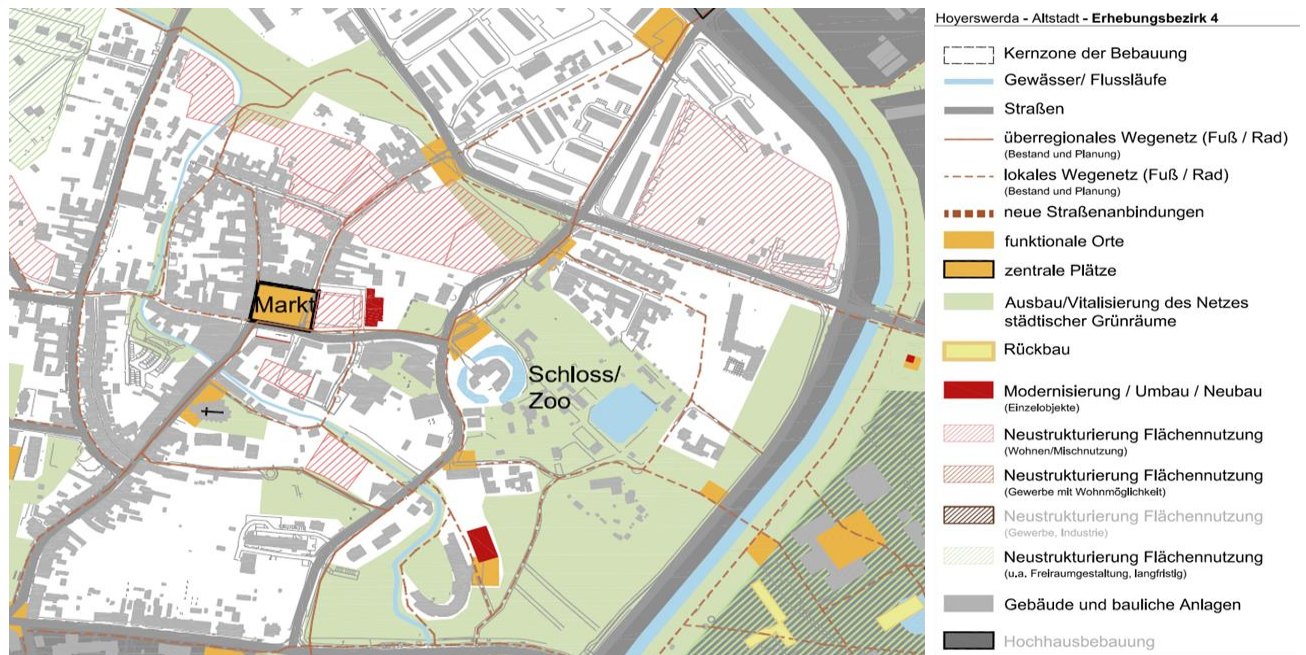 Markt
Schloss/
Zoo
Hoyerswerda - Altstadt - Erhebungsbezirk 4
Kernzone der Bebauung
Gewässer/ Flussläufe
Straßen
überregionales Wegenetz (Fuß / Rad)
(Bestand und Planung)
lokales Wegenetz (Fuß / Rad)
(Bestand und Planung)
neue Straßenanbindungen
funktionale Orte
zentrale Plätze
Ausbau/Vitalisierung des Netzes
städtischer Grünräume
Rückbau
Modernisierung / Umbau / Neubau
(Einzelobjekte)
Neustrukturierung Flächennutzung
(Wohnen/Mischnutzung)
Neustrukturierung Flächennutzung
(Gewerbe mit Wohnmöglichkeit)
Neustrukturierung Flächennutzung
(Gewerbe, Industrie)
Neustrukturierung Flächennutzung
(u.a. Freiraumgestaltung, langfristig)
Gebäude und bauliche Anlagen
Hochhausbebauung